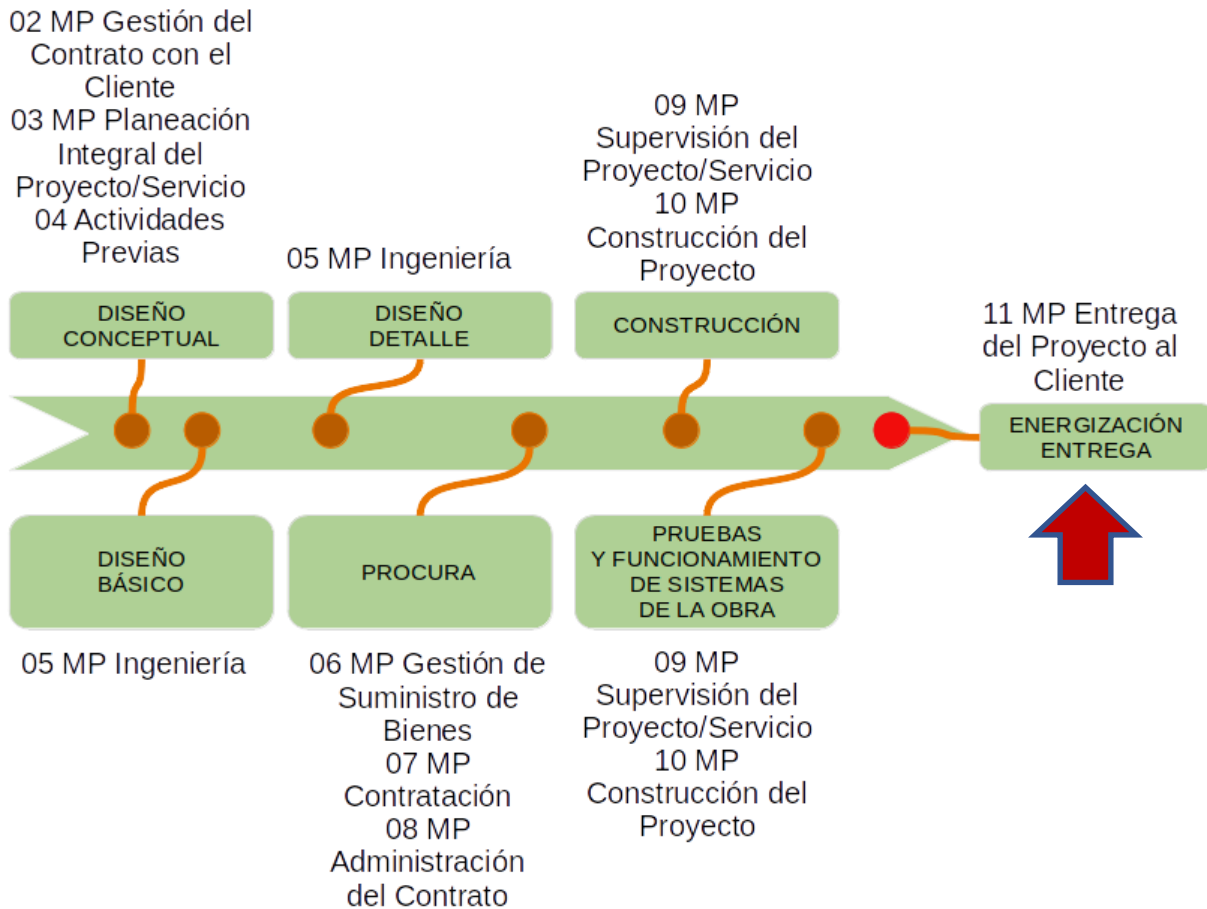 02 MP Gestión del
Contrato con el
Cliente
03 MP Planeación
Integral del
Proyecto/Servicio
04 Actividades
Previas
DISEÑO
CONCEPTUAL
05 MP Ingeniería
DISEÑO
DETALLE
09 MP
Supervisión del
Proyecto/Servicio
10 MP
Construcción del
Proyecto
CONSTRUCCIÓN
11 MP Entrega
del Proyecto al
Cliente
ENERGIZACIÓN
ENTREGA
DISEÑO
BÁSICO
05 MP Ingeniería
PROCURA
06 MP Gestión de
Suministro de
Bienes
07 MP
Contratación
08 MP
Administración
del Contrato
PRUEBAS
Y FUNCIONAMIENTO
DE SISTEMAS
DE LA OBRA
09 MP
Supervisión del
Proyecto/Servicio
10 MP
Construcción del
Proyecto